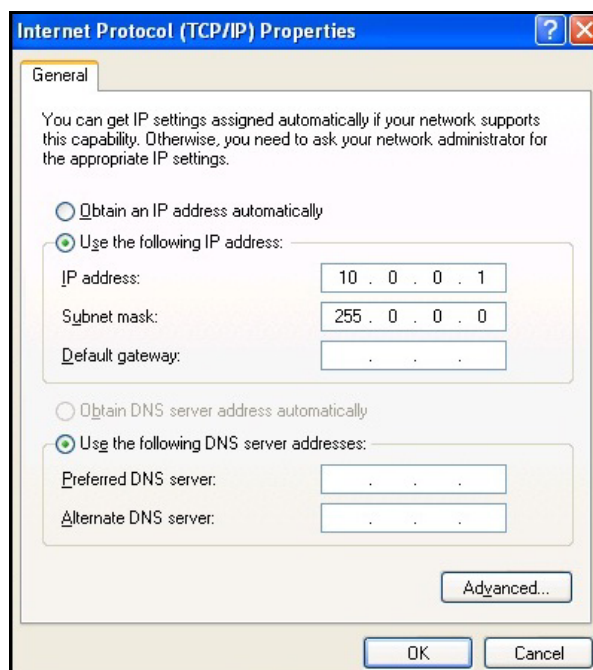 Internet Protocol (TCP/IP) Properties
General
You can get IP settings assigned automatically if your network supports
this capability. Otherwise, you need to ask your network administrator for
the appropriate IP settings.
Obtain an IP address automatically
Use the following IP address:
IP address: 10 . 0 . 0 . 1
Subnet mask: 255 . 0 . 0 . 0
Default gateway: . . .
Obtain DNS server address automatically
Use the following DNS server addresses:
Preferred DNS server: . . .
Alternate DNS server: . . .
Advanced...
OK Cancel